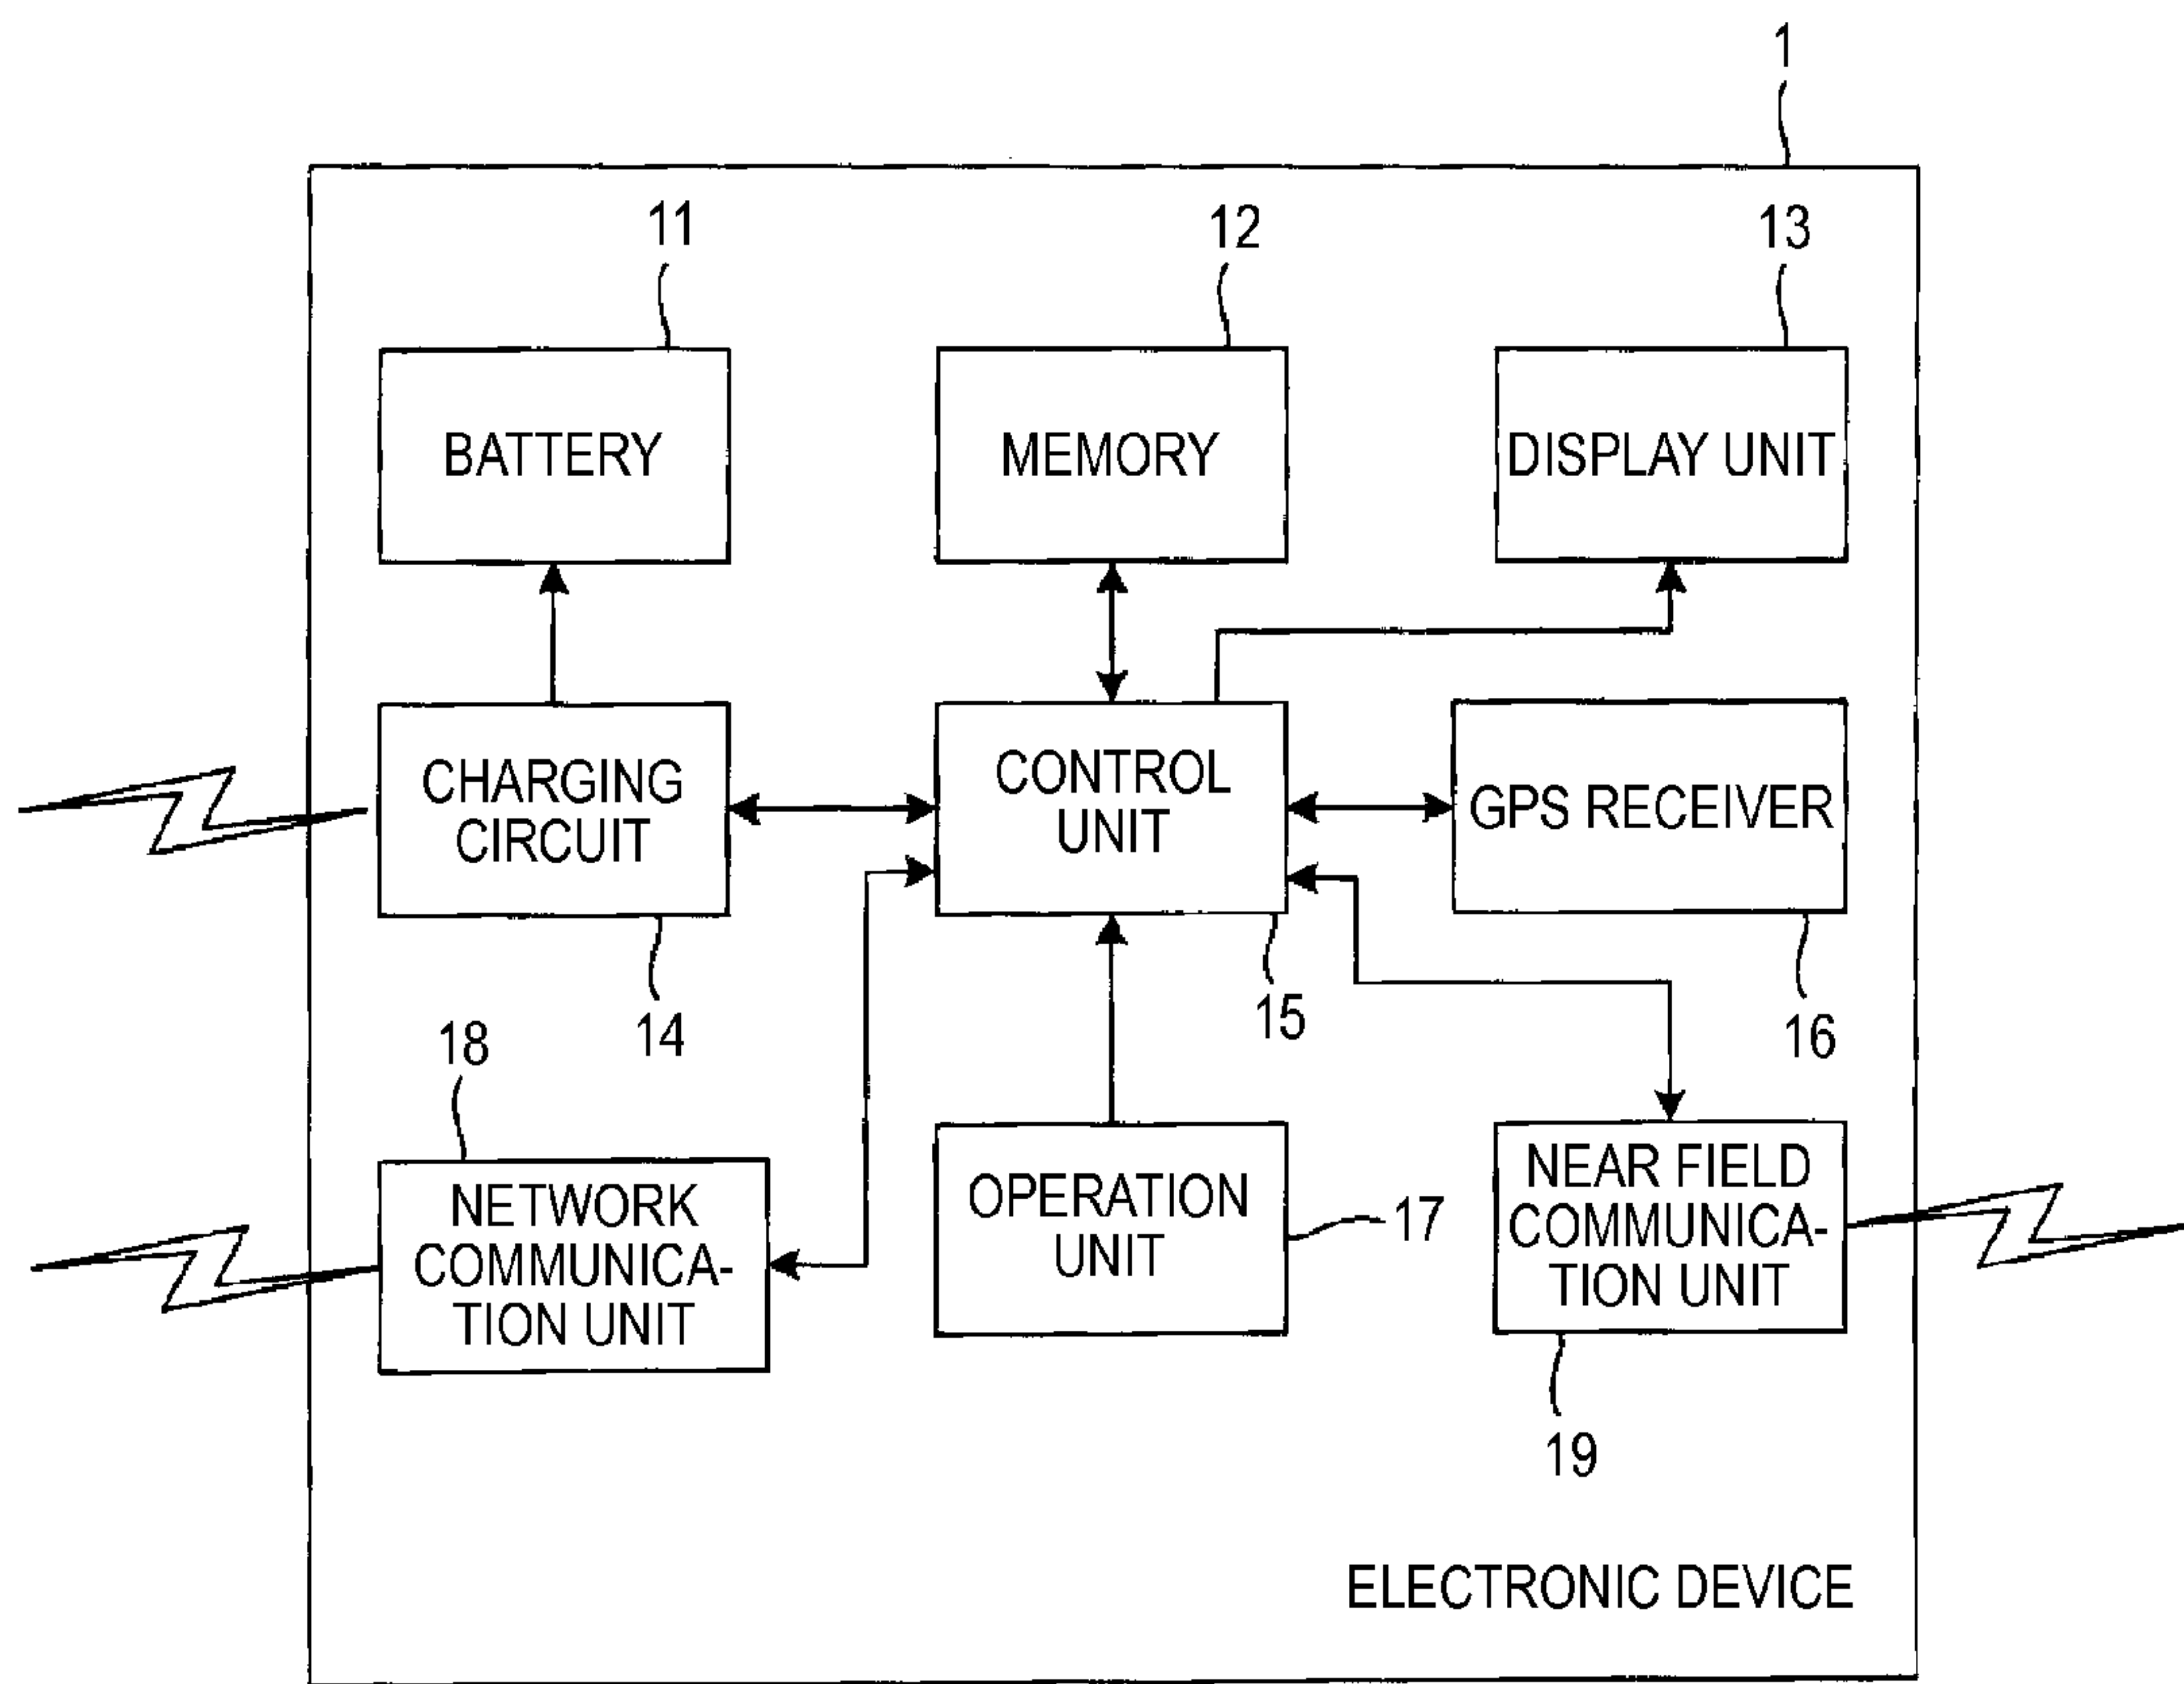 1
11
12
13
BATTERY
MEMORY
DISPLAY UNIT
CHARGING
CIRCUIT
CONTROL
UNIT
GPS RECEIVER
14
15
16
18
NETWORK
COMMUNICA-
TION UNIT
OPERATION
UNIT
17
NEAR FIELD
COMMUNICA-
TION UNIT
19
ELECTRONIC DEVICE